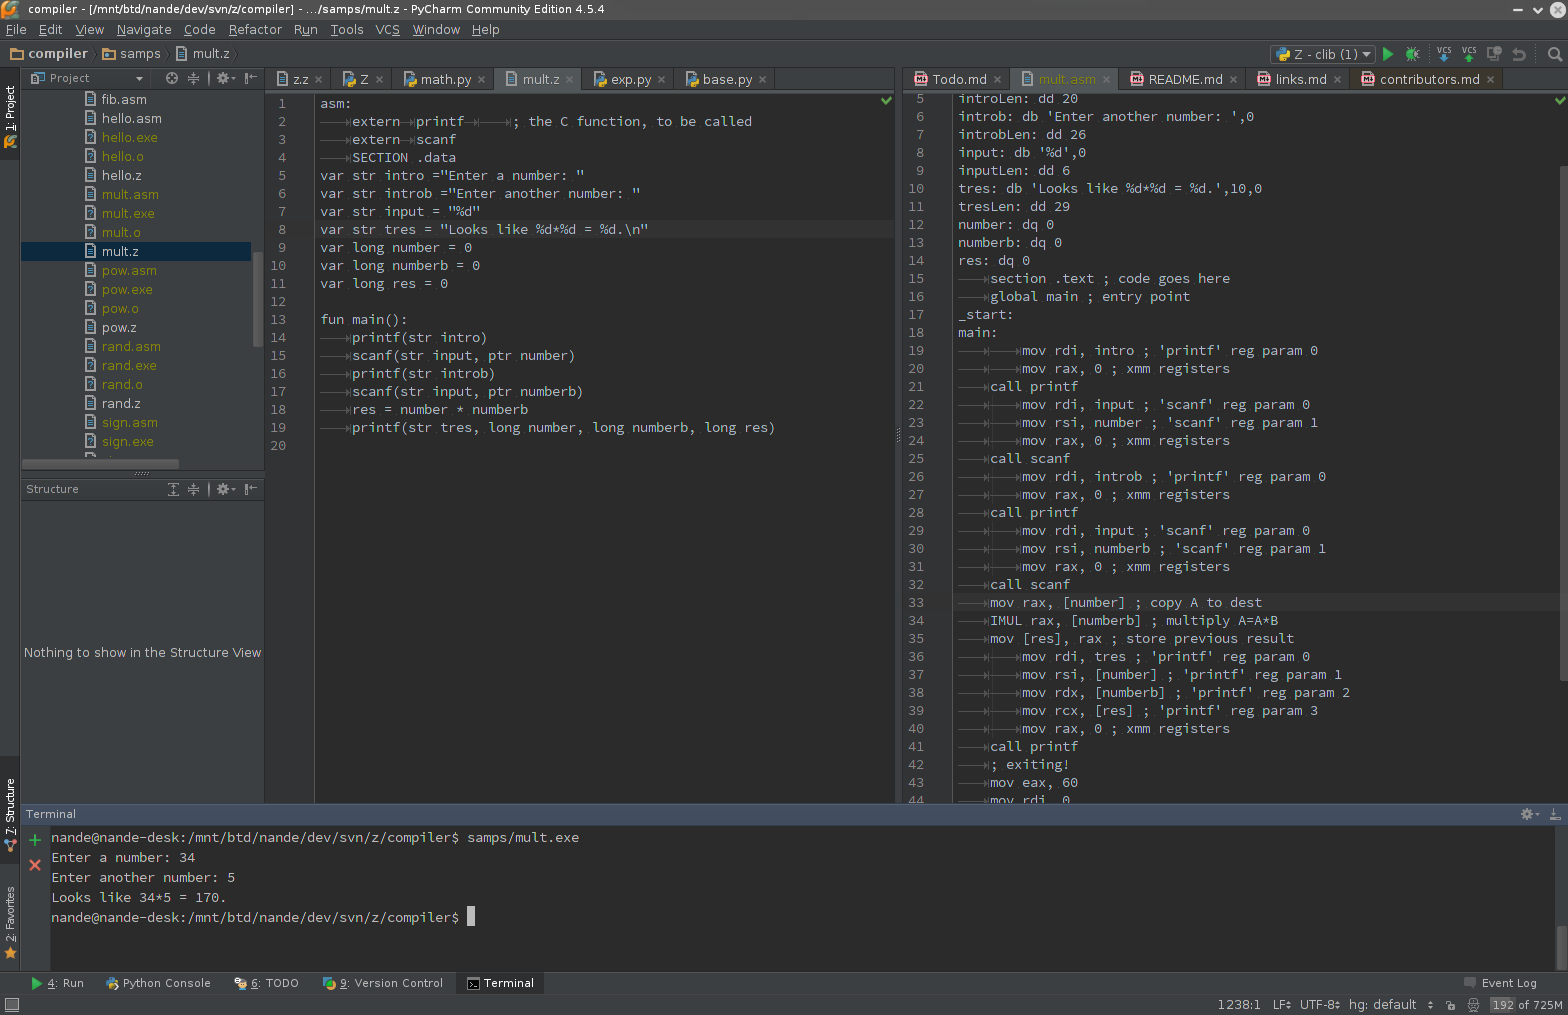 compiler - [/mnt/btd/nande/dev/svn/z/compiler] - .../samps/mult.z - PyCharm Community Edition 4.5.4
File Edit View Navigate Code Refactor Run Tools VCS Window Help
compiler samps mult.z
Z - clib (1)
VCS VCS
1: Project
7: Structure
2: Favorites
Project
fib.asm
hello.asm
hello.exe
hello.o
hello.z
mult.asm
mult.exe
mult.o
mult.z
pow.asm
pow.exe
pow.o
pow.z
rand.asm
rand.exe
rand.o
rand.z
sign.asm
sign.exe
Structure
Nothing to show in the Structure View
z.z Z math.py mult.z exp.py base.py
1 asm:
2 extern printf ; the C function, to be called
3 extern scanf
4 SECTION .data
5 var str intro ="Enter a number: "
6 var str introb ="Enter another number: "
7 var str input = "%d"
8 var str tres = "Looks like %d*%d = %d.\n"
9 var long number = 0
10 var long numberb = 0
11 var long res = 0
12
13 fun main():
14 printf(str intro)
15 scanf(str input, ptr number)
16 printf(str introb)
17 scanf(str input, ptr numberb)
18 res = number * numberb
19 printf(str tres, long number, long numberb, long res)
20
Todo.md mult.asm README.md links.md contributors.md
5 introLen: dd 20
6 introb: db 'Enter another number: ',0
7 introbLen: dd 26
8 input: db '%d',0
9 inputLen: dd 6
10 tres: db 'Looks like %d*%d = %d.',10,0
11 tresLen: dd 29
12 number: dq 0
13 numberb: dq 0
14 res: dq 0
15 section .text ; code goes here
16 global main ; entry point
17 _start:
18 main:
19 mov rdi, intro ; 'printf' reg param 0
20 mov rax, 0 ; xmm registers
21 call printf
22 mov rdi, input ; 'scanf' reg param 0
23 mov rsi, number ; 'scanf' reg param 1
24 mov rax, 0 ; xmm registers
25 call scanf
26 mov rdi, introb ; 'printf' reg param 0
27 mov rax, 0 ; xmm registers
28 call printf
29 mov rdi, input ; 'scanf' reg param 0
30 mov rsi, numberb ; 'scanf' reg param 1
31 mov rax, 0 ; xmm registers
32 call scanf
33 mov rax, [number] ; copy A to dest
34 IMUL rax, [numberb] ; multiply A=A*B
35 mov [res], rax ; store previous result
36 mov rdi, tres ; 'printf' reg param 0
37 mov rsi, [number] ; 'printf' reg param 1
38 mov rdx, [numberb] ; 'printf' reg param 2
39 mov rcx, [res] ; 'printf' reg param 3
40 mov rax, 0 ; xmm registers
41 call printf
42 ; exiting!
43 mov eax, 60
44 mov rdi, 0
Terminal
nande@nande-desk:/mnt/btd/nande/dev/svn/z/compiler$ samps/mult.exe
Enter a number: 34
Enter another number: 5
Looks like 34*5 = 170.
nande@nande-desk:/mnt/btd/nande/dev/svn/z/compiler$
4: Run Python Console 6: TODO 9: Version Control Terminal Event Log
1238:1 LF UTF-8 hg: default 192 of 725M